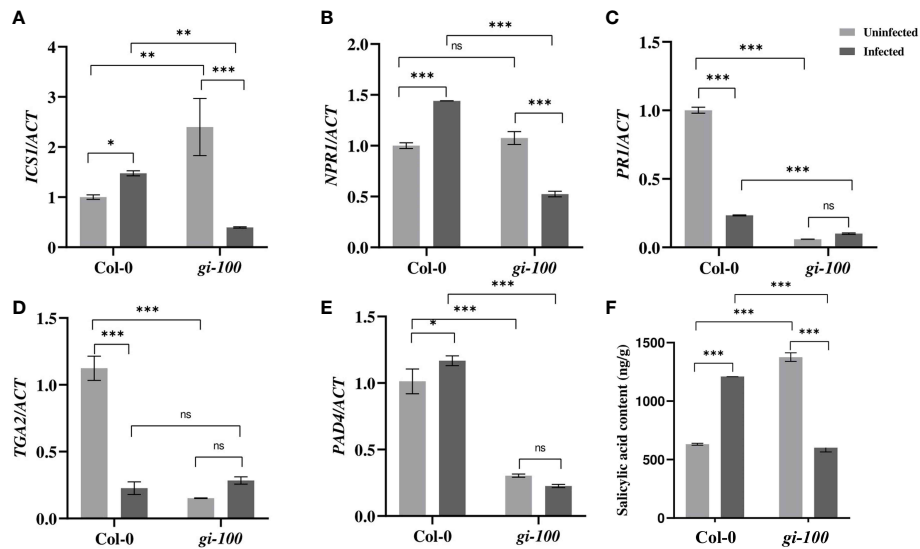 A
ICS1/ACT
4
3
2
1
0
**
**
***
*
Col-0
gi-100
B
NPR1/ACT
2.0
1.5
1.0
0.5
0.0
***
ns
***
***
Col-0
gi-100
C
PR1/ACT
1.5
1.0
0.5
0.0
***
***
***
ns
Col-0
gi-100
Uninfected
Infected
D
TGA2/ACT
1.5
1.0
0.5
0.0
***
***
ns
ns
Col-0
gi-100
E
PAD4/ACT
1.5
1.0
0.5
0.0
***
***
*
ns
Col-0
gi-100
F
Salicylic acid content (ng/g)
1500
1000
500
0
***
***
***
***
Col-0
gi-100